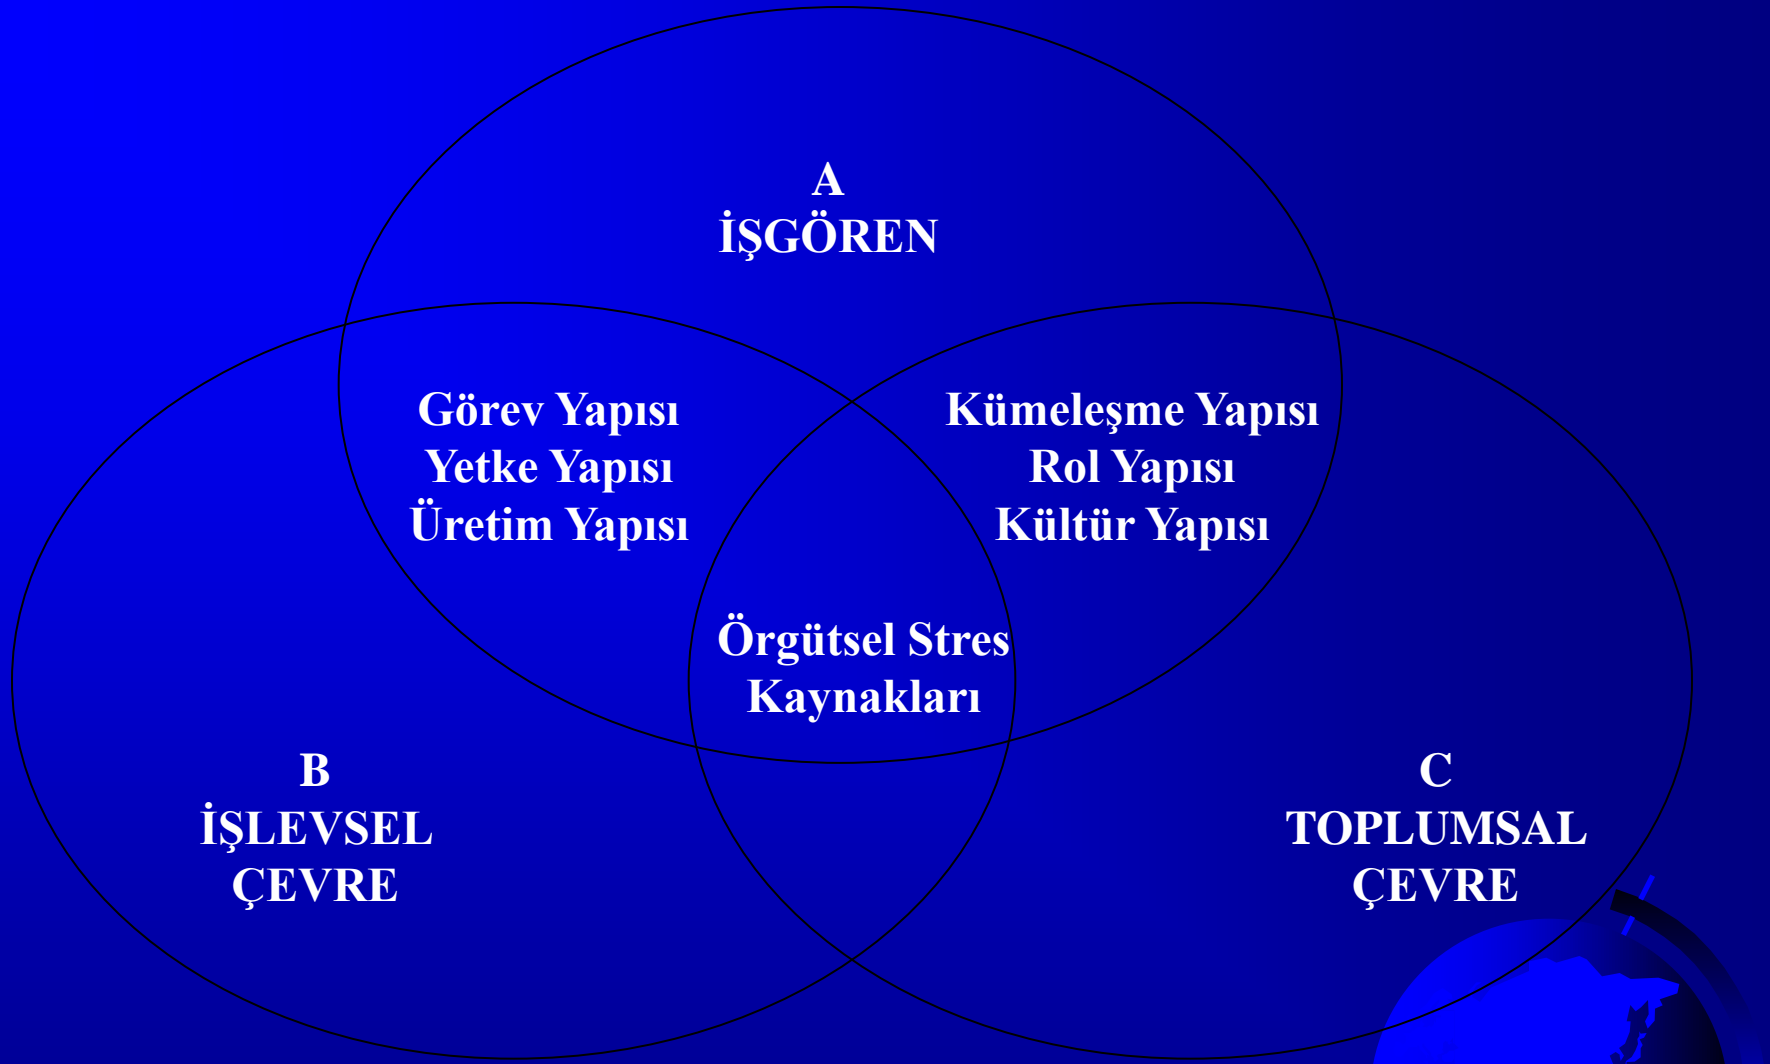 A
İŞGÖREN
Görev Yapısı
Yetke Yapısı
Üretim Yapısı
Kümeleşme Yapısı
Rol Yapısı
Kültür Yapısı
Örgütsel Stres
Kaynakları
B
İŞLEVSEL
ÇEVRE
C
TOPLUMSAL
ÇEVRE